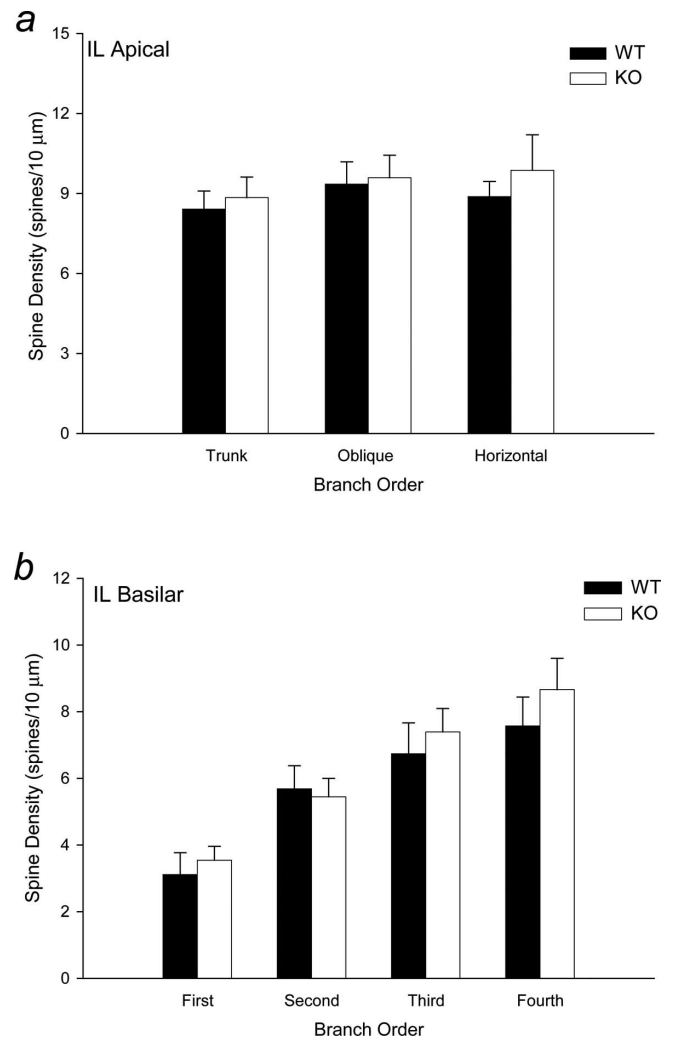 a
IL Apical
WT
KO
Spine Density (spines/10 μm)
15
12
9
6
3
0
Trunk Oblique Horizontal
Branch Order
b
IL Basilar
WT
KO
Spine Density (spines/10 μm)
12
10
8
6
4
2
0
First Second Third Fourth
Branch Order